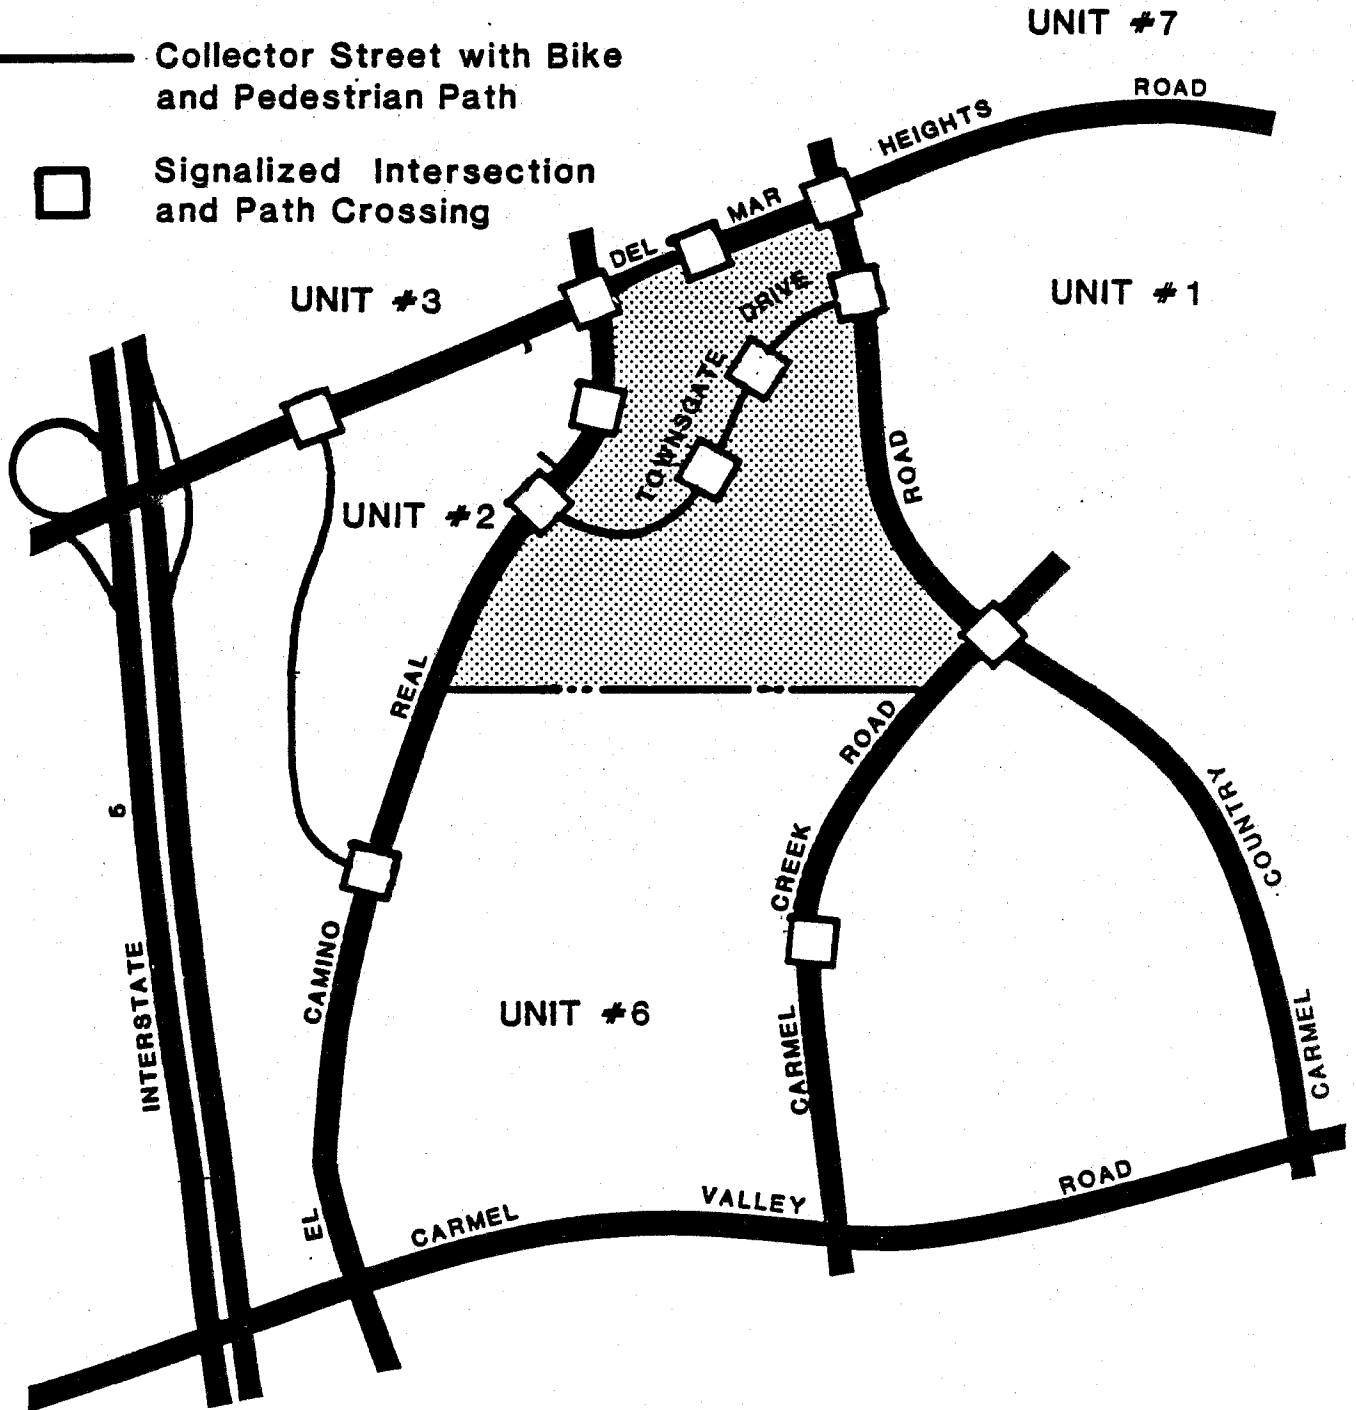 UNIT #7
Collector Street with Bike
and Pedestrian Path
ROAD
HEIGHTS
Signalized Intersection
and Path Crossing
MAR
DEL
UNIT #3
UNIT #1
DRIVE
TOWNSGATE
ROAD
UNIT #2
REAL
ROAD
COUNTRY
5
CREEK
CAMINO
INTERSTATE
UNIT #6
CARMEL
CARMEL
EL
CARMEL
VALLEY
ROAD